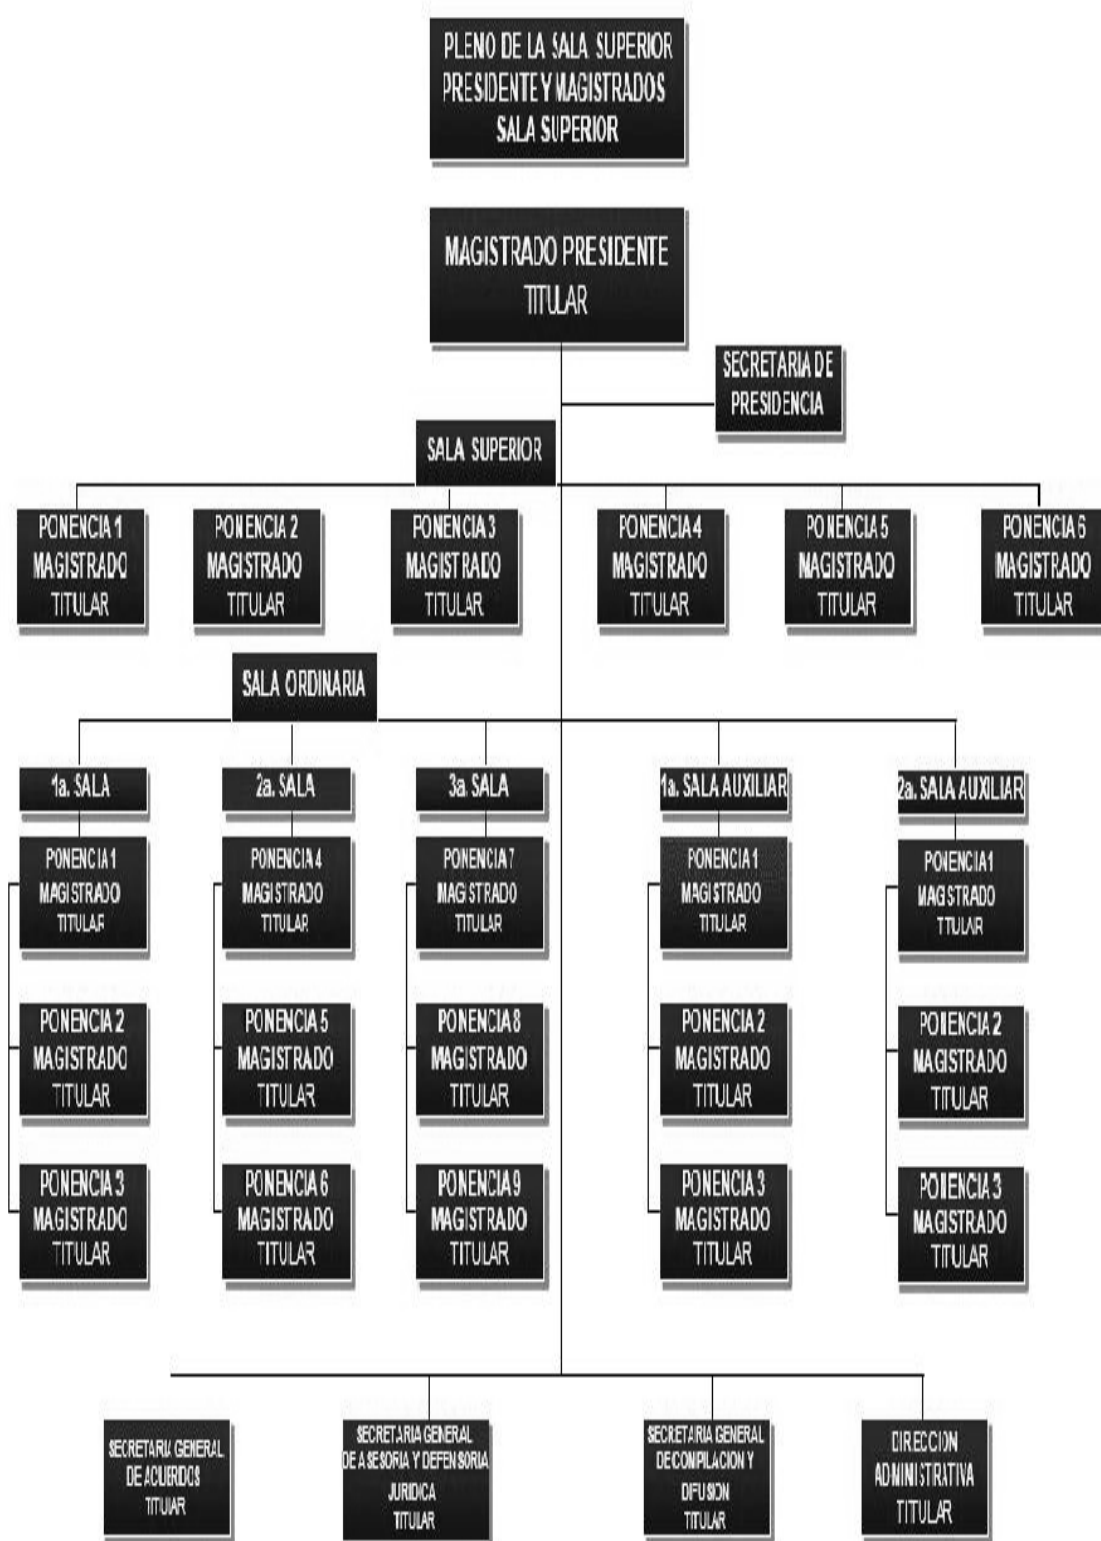 PLENO DE LA SALA SUPERIOR
PRESIDENTE Y MAGISTRADOS
SALA SUPERIOR
MAGISTRADO PRESIDENTE
TITULAR
SECRETARIA DE
PRESIDENCIA
SALA SUPERIOR
PONENCIA 1
MAGISTRADO
TITULAR
PONENCIA 2
MAGISTRADO
TITULAR
PONENCIA 3
MAGISTRADO
TITULAR
PONENCIA 4
MAGISTRADO
TITULAR
PONENCIA 5
MAGISTRADO
TITULAR
PONENCIA 6
MAGISTRADO
TITULAR
SALA ORDINARIA
1a. SALA
PONENCIA 1
MAGISTRADO
TITULAR
PONENCIA 2
MAGISTRADO
TITULAR
PONENCIA 3
MAGISTRADO
TITULAR
2a. SALA
PONENCIA 4
MAGISTRADO
TITULAR
PONENCIA 5
MAGISTRADO
TITULAR
PONENCIA 6
MAGISTRADO
TITULAR
3a. SALA
PONENCIA 7
MAGISTRADO
TITULAR
PONENCIA 8
MAGISTRADO
TITULAR
PONENCIA 9
MAGISTRADO
TITULAR
1a. SALA AUXILIAR
PONENCIA 1
MAGISTRADO
TITULAR
PONENCIA 2
MAGISTRADO
TITULAR
PONENCIA 3
MAGISTRADO
TITULAR
2a. SALA AUXILIAR
PONENCIA 1
MAGISTRADO
TITULAR
PONENCIA 2
MAGISTRADO
TITULAR
PONENCIA 3
MAGISTRADO
TITULAR
SECRETARIA GENERAL
DE ACUERDOS
TITULAR
SECRETARIA GENERAL
DE ASESORIA Y DEFENSORIA
JURIDICA
TITULAR
SECRETARIA GENERAL
DE COMPILACION Y
DIFUSION
TITULAR
DIRECCION
ADMINISTRATIVA
TITULAR